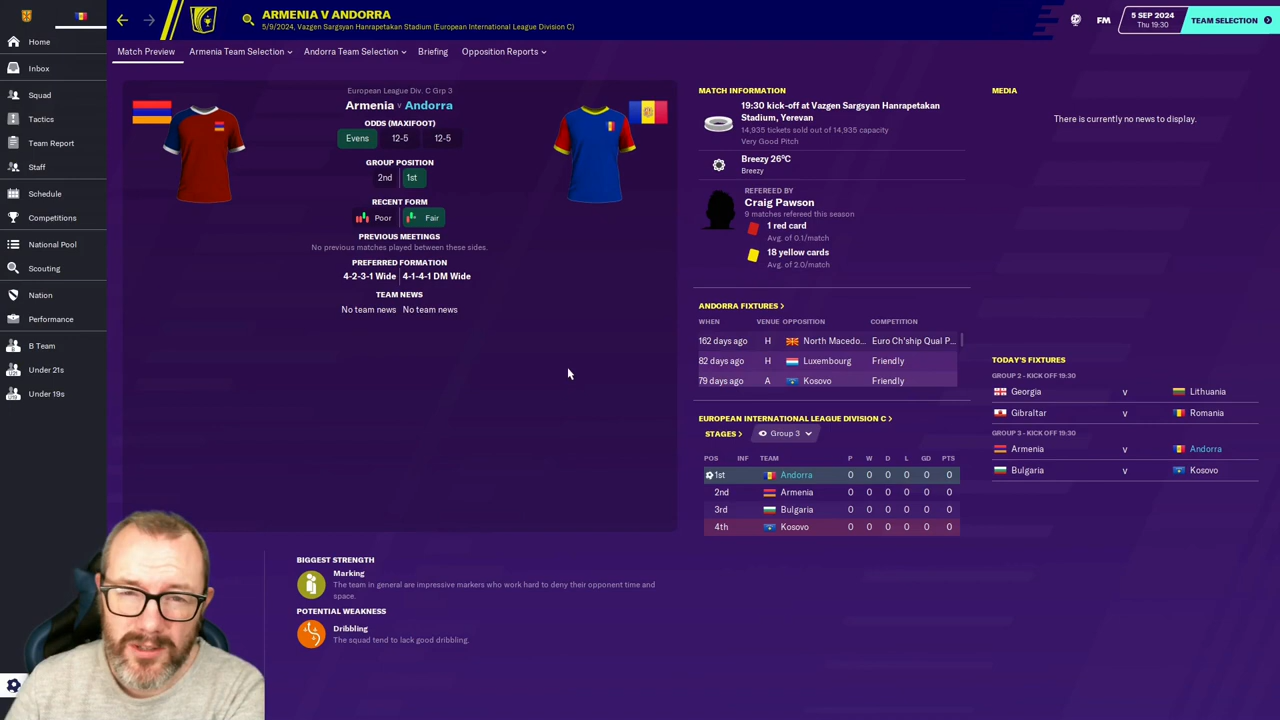 ARMENIA V ANDORRA
5/9/2024, Vazgen Sargsyan Hanrapetakan Stadium (European International League Division C)
FM
5 SEP 2024
Thu 19:30
TEAM SELECTION
Home
Inbox
Squad
Tactics
Team Report
Staff
Schedule
Competitions
National Pool
Scouting
Nation
Performance
B Team
Under 21s
Under 19s
Match Preview
Armenia Team Selection
Andorra Team Selection
Briefing
Opposition Reports
European League Div. C Grp 3
Armenia v Andorra
ODDS (MAXIFOOT)
Evens 12-5 12-5
GROUP POSITION
2nd 1st
RECENT FORM
Poor Fair
PREVIOUS MEETINGS
No previous matches played between these sides.
PREFERRED FORMATION
4-2-3-1 Wide 4-1-4-1 DM Wide
TEAM NEWS
No team news No team news
BIGGEST STRENGTH
Marking
The team in general are impressive markers who work hard to deny their opponent time and
space.
POTENTIAL WEAKNESS
Dribbling
The squad tend to lack good dribbling.
MATCH INFORMATION
19:30 kick-off at Vazgen Sargsyan Hanrapetakan
Stadium, Yerevan
14,935 tickets sold out of 14,935 capacity
Very Good Pitch
Breezy 26°C
Breezy
REFEREED BY
Craig Pawson
9 matches refereed this season
1 red card
Avg. of 0.1/match
18 yellow cards
Avg. of 2.0/match
ANDORRA FIXTURES >
WHEN VENUE OPPOSITION COMPETITION
162 days ago H North Macedo... Euro Ch'ship Qual P...
82 days ago H Luxembourg Friendly
79 days ago A Kosovo Friendly
EUROPEAN INTERNATIONAL LEAGUE DIVISION C >
STAGES > Group 3
POS INF TEAM P W D L GD PTS
1st Andorra 0 0 0 0 0 0
2nd Armenia 0 0 0 0 0 0
3rd Bulgaria 0 0 0 0 0 0
4th Kosovo 0 0 0 0 0 0
MEDIA
There is currently no news to display.
TODAY'S FIXTURES
GROUP 2 - KICK OFF 19:30
Georgia v Lithuania
Gibraltar v Romania
GROUP 3 - KICK OFF 19:30
Armenia v Andorra
Bulgaria v Kosovo